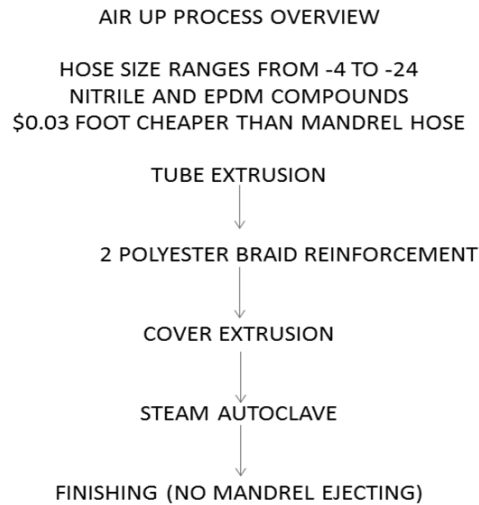 AIR UP PROCESS OVERVIEW
HOSE SIZE RANGES FROM -4 TO -24
NITRILE AND EPDM COMPOUNDS
$0.03 FOOT CHEAPER THAN MANDREL HOSE
TUBE EXTRUSION
2 POLYESTER BRAID REINFORCEMENT
COVER EXTRUSION
STEAM AUTOCLAVE
FINISHING (NO MANDREL EJECTING)